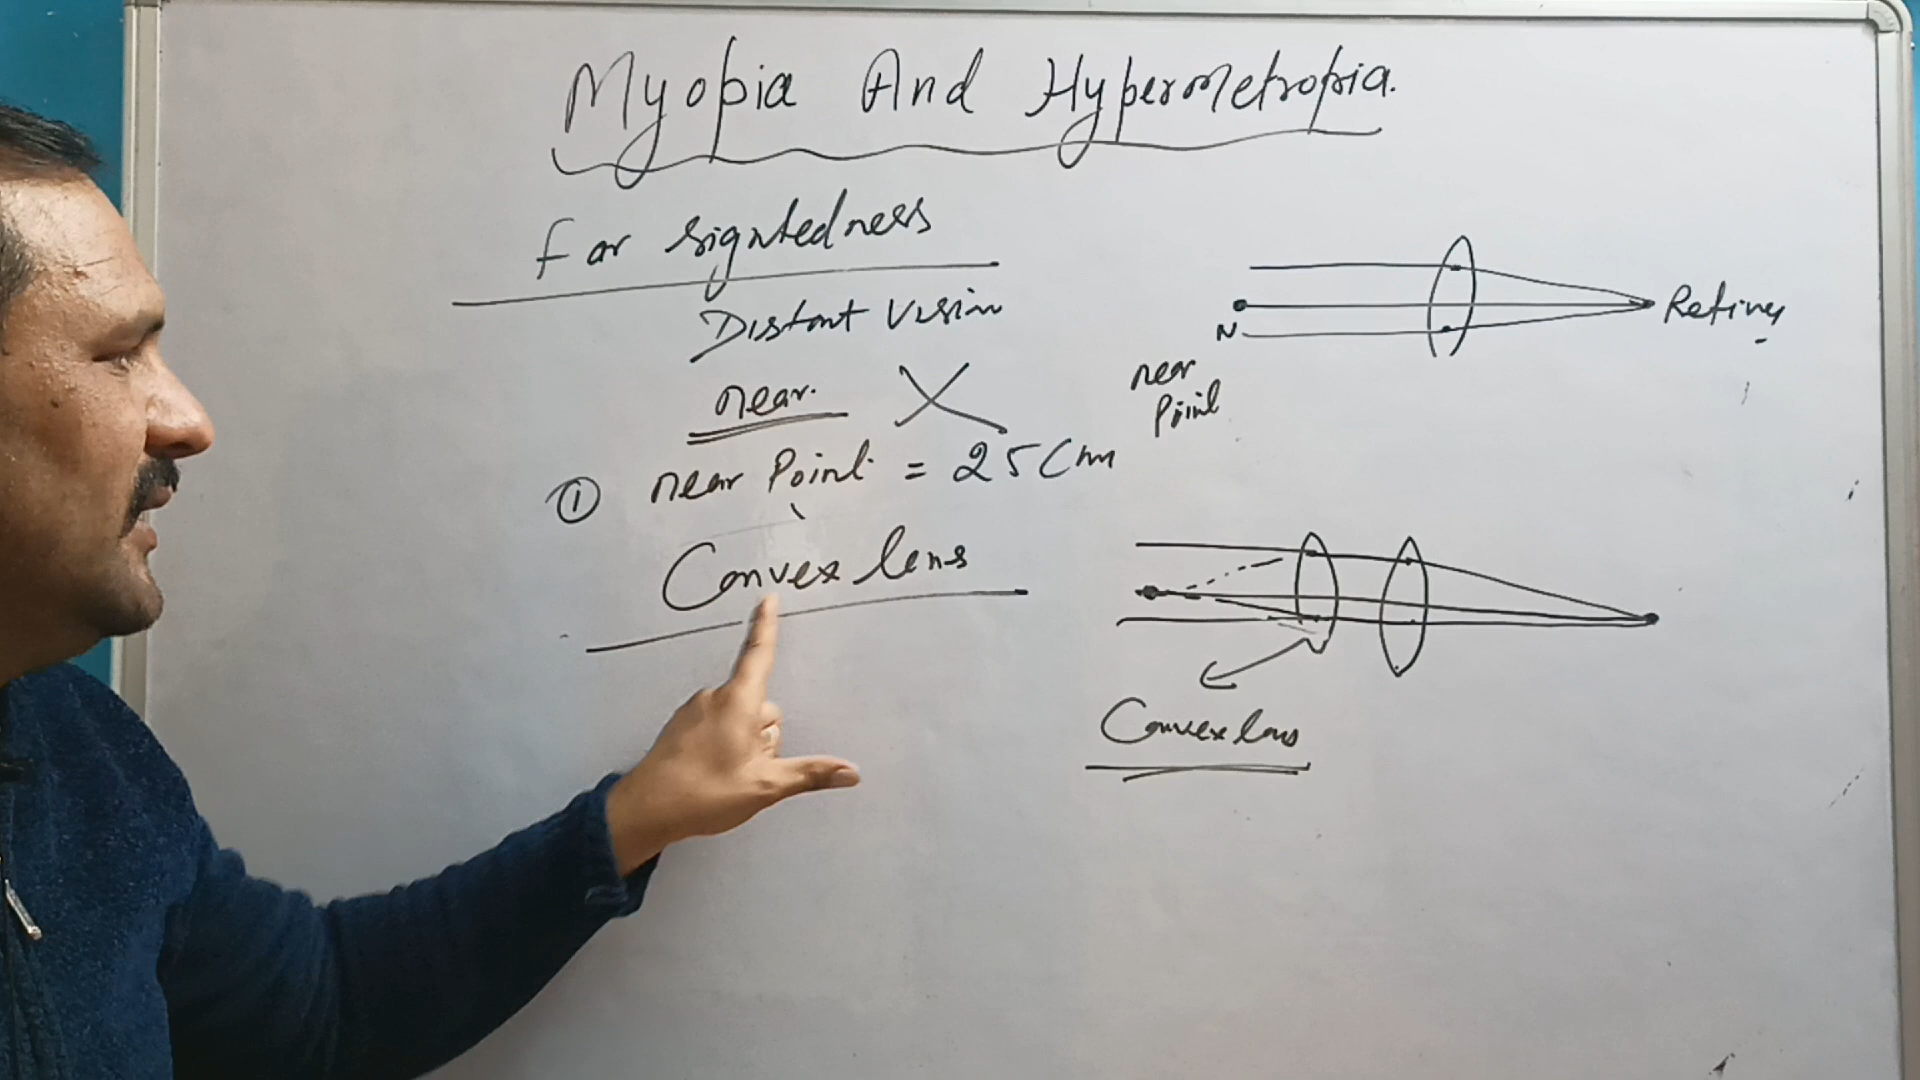 Myopia And Hypermetropia.
Far sightedness
Distant Vision
near. X
① near Point = 25 Cm
Convex lens
N
near
Point
Retina
Convex lens